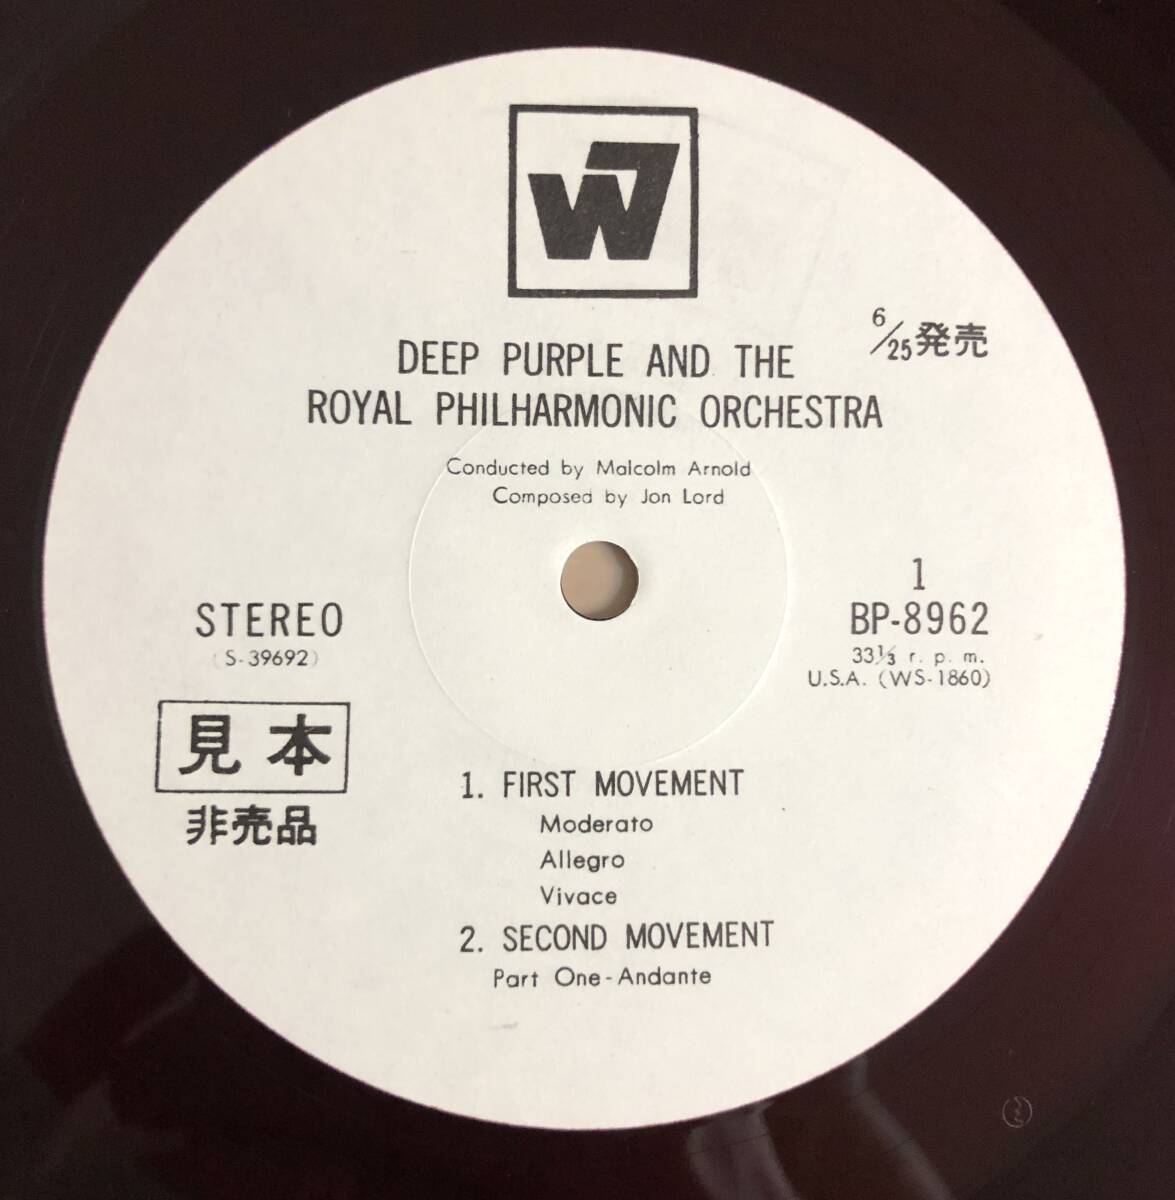 W7
6/25発売
DEEP PURPLE AND THE
ROYAL PHILHARMONIC ORCHESTRA
Conducted by Malcolm Arnold
Composed by Jon Lord
STEREO
(S-39692)
1
BP-8962
33⅓ r. p. m.
U.S.A. (WS-1860)
見本
非売品
1. FIRST MOVEMENT
Moderato
Allegro
Vivace
2. SECOND MOVEMENT
Part One-Andante